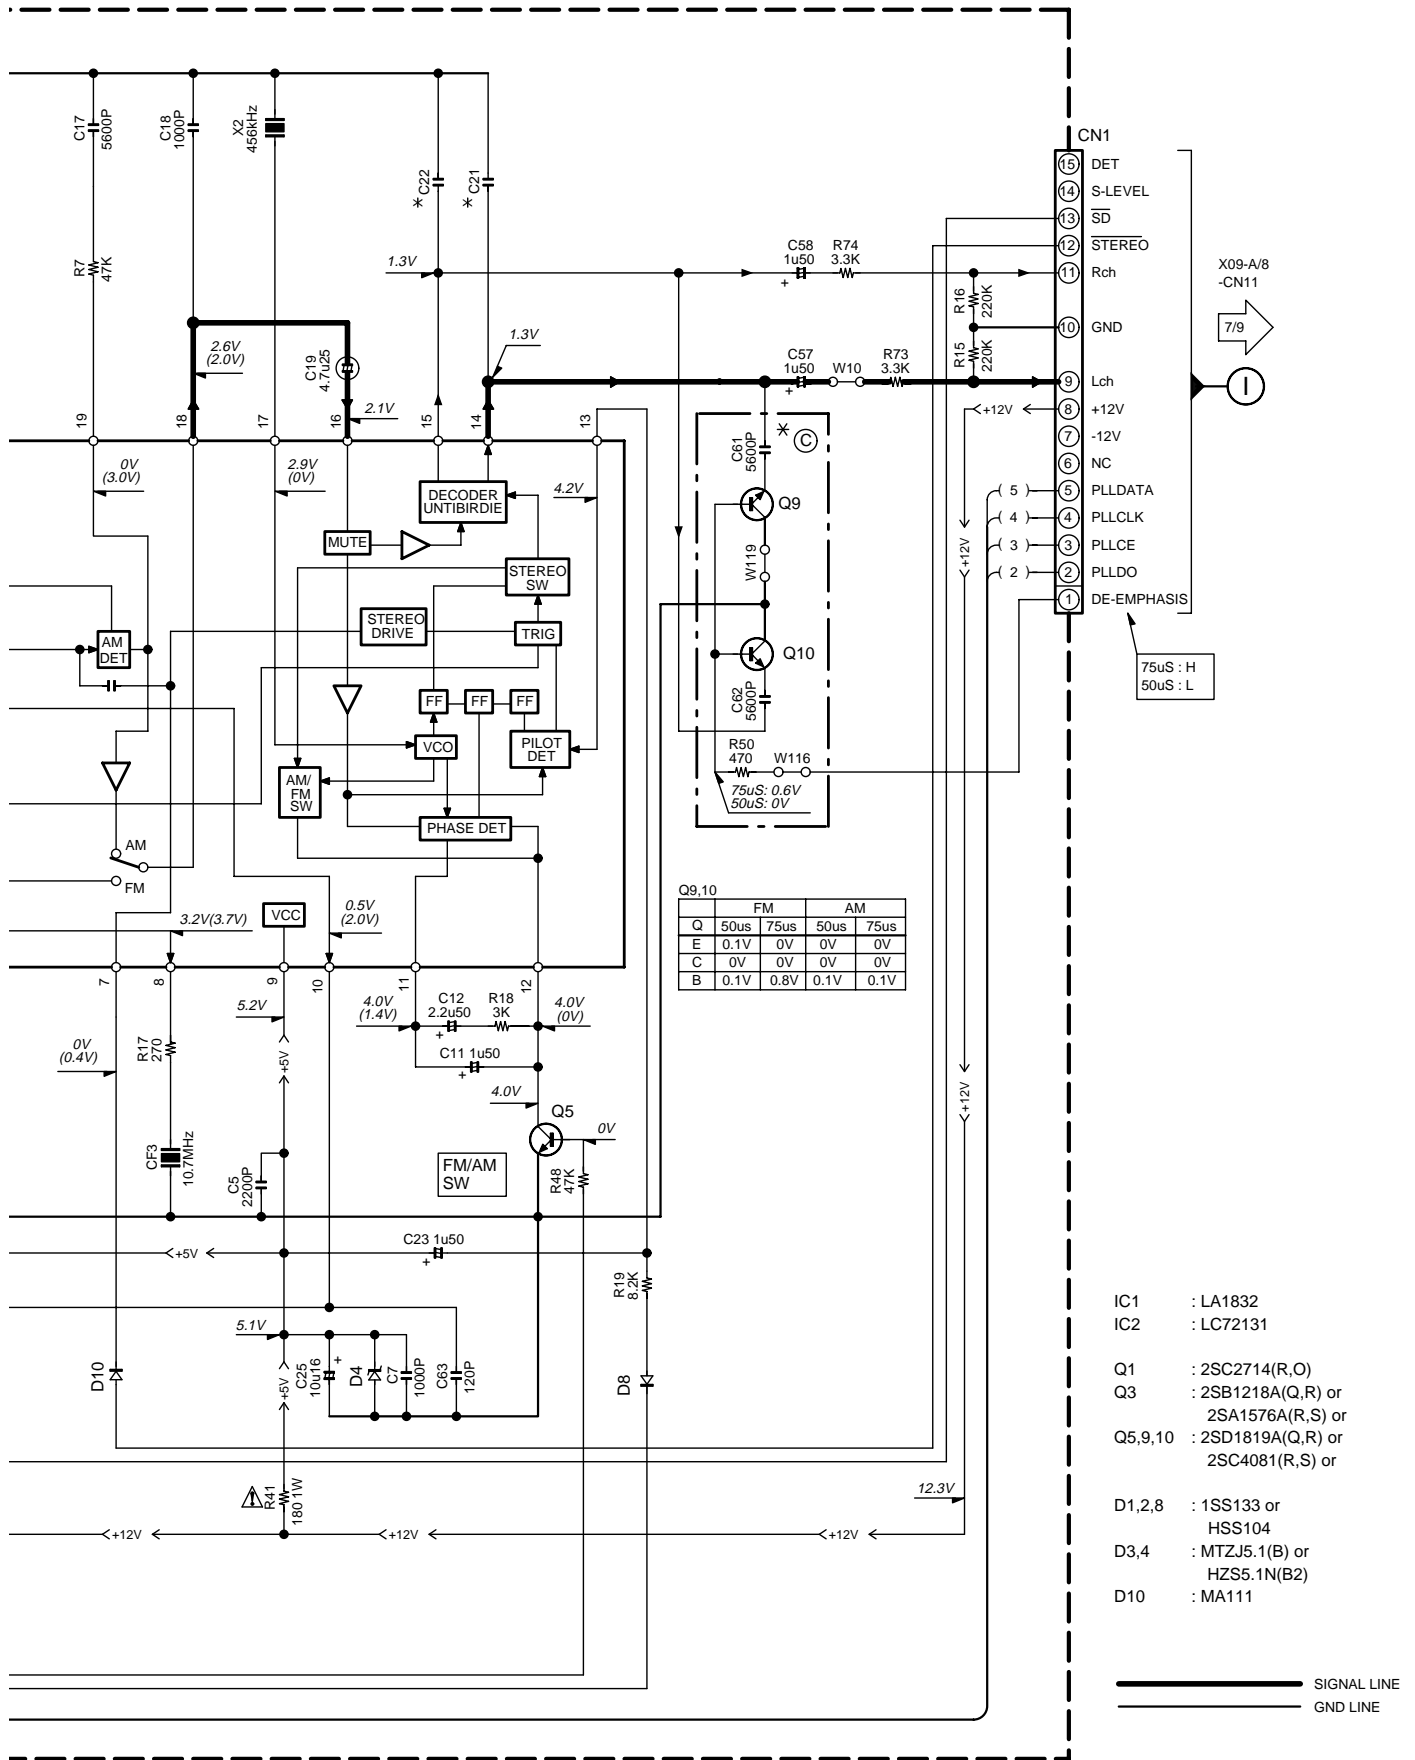 C17
5600P
C18
1000P
X2
456kHz
R7
47K
* C22
* C21
1.3V
C58
1u50
+
R74
3.3K
CN1
15 DET
14 S-LEVEL
13 SD
12 STEREO
11 Rch
10 GND
9 Lch
8 +12V
7 -12V
6 NC
5 PLLDATA
4 PLLCLK
3 PLLCE
2 PLLDO
1 DE-EMPHASIS
X09-A/8
-CN11
7/9
I
75uS : H
50uS : L
R16
220K
R15
220K
2.6V
(2.0V)
C19
4.7u25
1.3V
2.1V
C57
1u50
+
W10
R73
3.3K
+12V
( 5 )
( 4 )
( 3 )
( 2 )
19
18
17
16
15
14
13
0V
(3.0V)
2.9V
(0V)
4.2V
DECODER
UNTIBIRDIE
MUTE
STEREO
SW
STEREO
DRIVE
TRIG
AM
DET
FF
FF
FF
VCO
PILOT
DET
AM/
FM
SW
PHASE DET
AM
FM
VCC
3.2V(3.7V)
0.5V
(2.0V)
* C
C61
5600P
Q9
W119
Q10
C62
5600P
R50
470
W116
75uS: 0.6V
50uS: 0V
+12V
Q9,10
FM AM
Q 50us 75us 50us 75us
E 0.1V 0V 0V 0V
C 0V 0V 0V 0V
B 0.1V 0.8V 0.1V 0.1V
7
8
9
10
11
12
5.2V
4.0V
(1.4V)
C12
2.2u50
+
R18
3K
4.0V
(0V)
0V
(0.4V)
R17
270
+5V
C11 1u50
+
4.0V
Q5
0V
+12V
CF3
10.7MHz
C5
2200P
FM/AM
SW
R48
47K
+5V
C23 1u50
+
R19
8.2K
5.1V
D10
+5V
C25
10u16
+
D4
C7
1000P
C63
120P
D8
R41
180 1W
12.3V
+12V
+12V
+12V
IC1 : LA1832
IC2 : LC72131
Q1 : 2SC2714(R,O)
Q3 : 2SB1218A(Q,R) or
2SA1576A(R,S) or
Q5,9,10 : 2SD1819A(Q,R) or
2SC4081(R,S) or
D1,2,8 : 1SS133 or
HSS104
D3,4 : MTZJ5.1(B) or
HZS5.1N(B2)
D10 : MA111
SIGNAL LINE
GND LINE